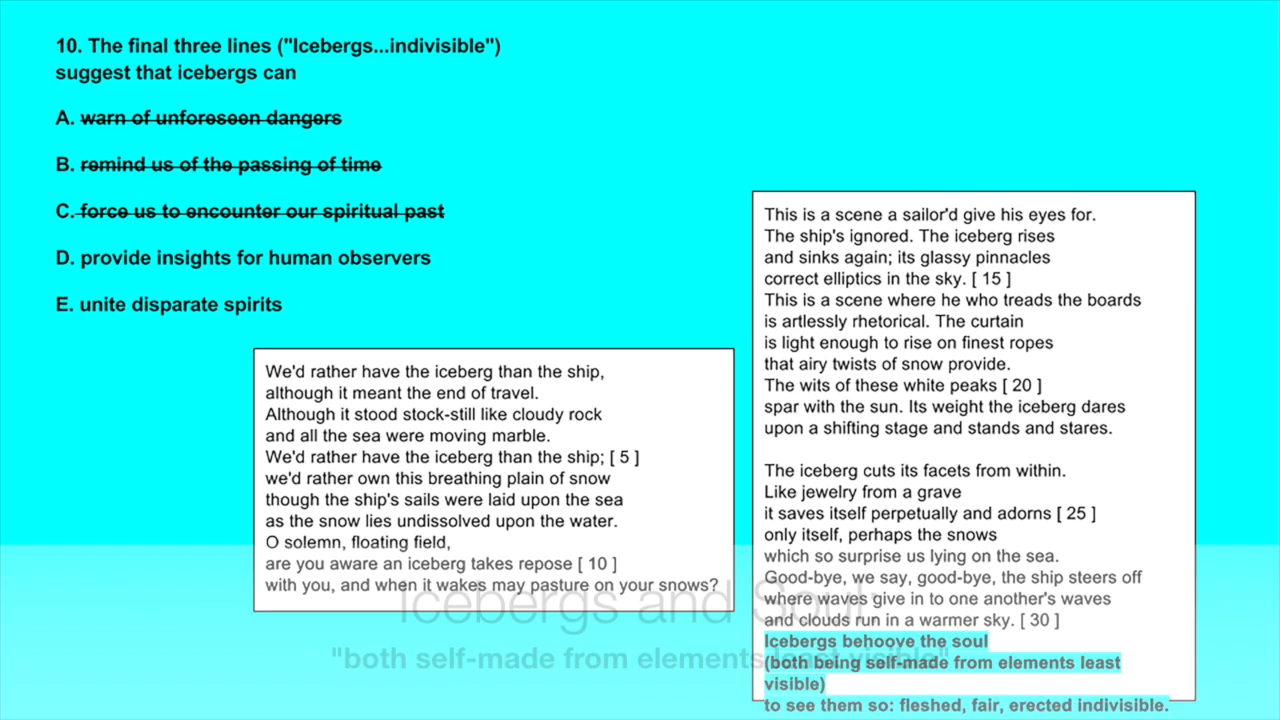 10. The final three lines ("Icebergs...indivisible")
suggest that icebergs can
A. warn of unforeseen dangers
B. remind us of the passing of time
C. force us to encounter our spiritual past
D. provide insights for human observers
E. unite disparate spirits
We'd rather have the iceberg than the ship,
although it meant the end of travel.
Although it stood stock-still like cloudy rock
and all the sea were moving marble.
We'd rather have the iceberg than the ship; [ 5 ]
we'd rather own this breathing plain of snow
though the ship's sails were laid upon the sea
as the snow lies undissolved upon the water.
O solemn, floating field,
are you aware an iceberg takes repose [ 10 ]
with you, and when it wakes may pasture on your snows?
This is a scene a sailor'd give his eyes for.
The ship's ignored. The iceberg rises
and sinks again; its glassy pinnacles
correct elliptics in the sky. [ 15 ]
This is a scene where he who treads the boards
is artlessly rhetorical. The curtain
is light enough to rise on finest ropes
that airy twists of snow provide.
The wits of these white peaks [ 20 ]
spar with the sun. Its weight the iceberg dares
upon a shifting stage and stands and stares.
The iceberg cuts its facets from within.
Like jewelry from a grave
it saves itself perpetually and adorns [ 25 ]
only itself, perhaps the snows
which so surprise us lying on the sea.
Good-bye, we say, good-bye, the ship steers off
where waves give in to one another's waves
and clouds run in a warmer sky. [ 30 ]
Icebergs behoove the soul
(both being self-made from elements least
visible)
to see them so: fleshed, fair, erected indivisible.
Icebergs and Soul:
"both self-made from elements least visible"